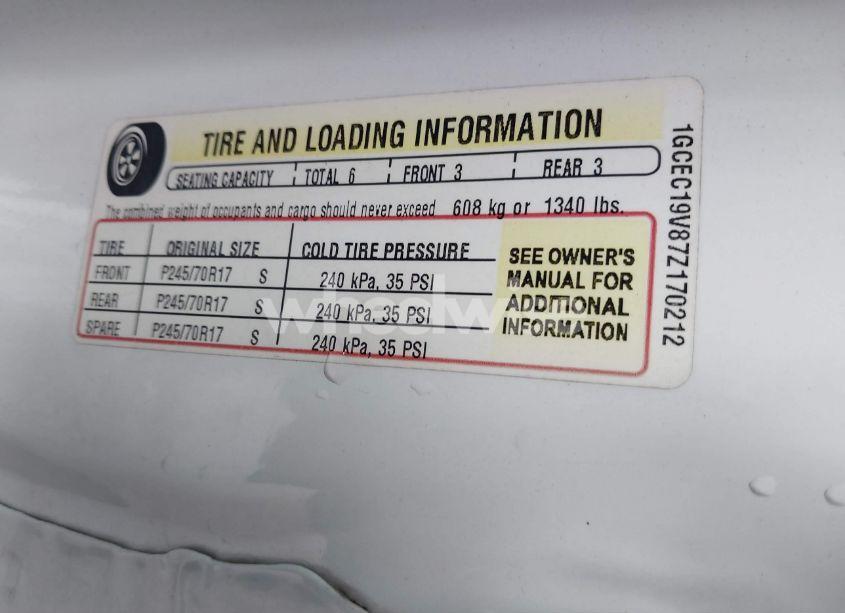 TIRE AND LOADING INFORMATION
SEATING CAPACITY TOTAL 6 FRONT 3 REAR 3
The combined weight of occupants and cargo should never exceed 608 kg or 1340 lbs.
TIRE ORIGINAL SIZE COLD TIRE PRESSURE
FRONT P245/70R17 S 240 kPa, 35 PSI
REAR P245/70R17 S 240 kPa, 35 PSI
SPARE P245/70R17 S 240 kPa, 35 PSI
SEE OWNER'S
MANUAL FOR
ADDITIONAL
INFORMATION
1GCEC19V87Z170212